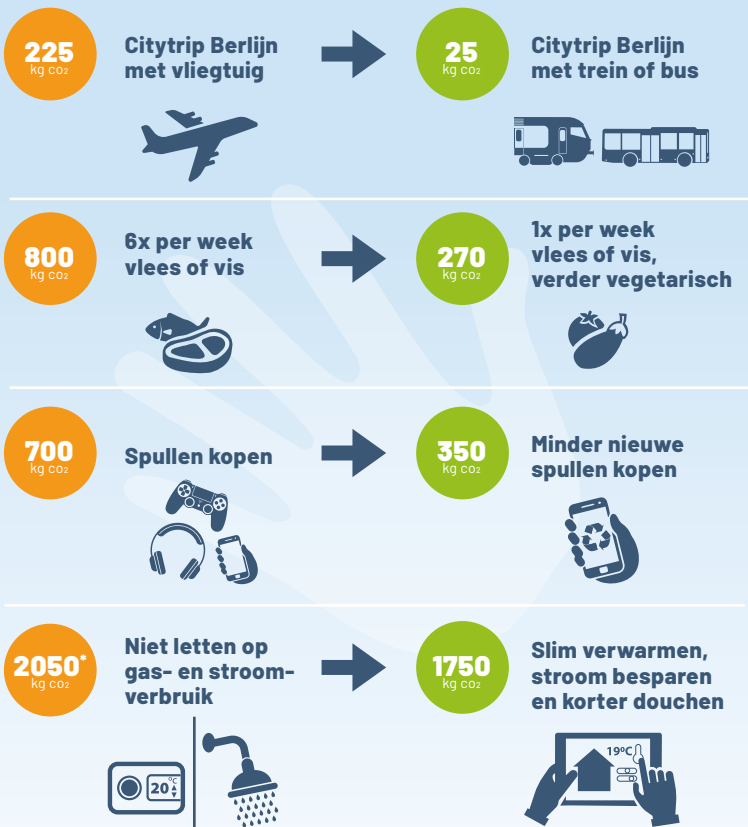 225
kg co₂
Citytrip Berlijn
met vliegtuig
25
kg co₂
Citytrip Berlijn
met trein of bus
800
kg co₂
6x per week
vlees of vis
270
kg co₂
1x per week
vlees of vis,
verder vegetarisch
700
kg co₂
Spullen kopen
350
kg co₂
Minder nieuwe
spullen kopen
2050*
kg co₂
Niet letten op
gas- en stroom-
verbruik
20 °C
1750
kg co₂
Slim verwarmen,
stroom besparen
en korter douchen
19°C